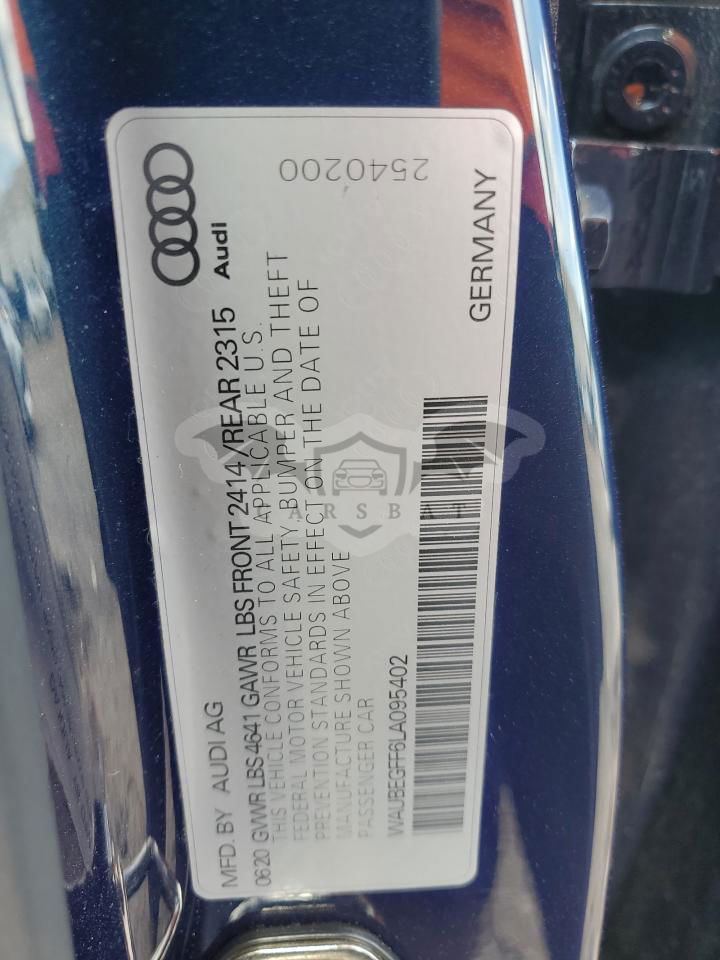 MFD. BY AUDI AG
0620 GVWR LBS 4641 GAWR LBS FRONT 2414 /REAR 2315
Audi
THIS VEHICLE CONFORMS TO ALL APPLICABLE U.S.
FEDERAL MOTOR VEHICLE SAFETY, BUMPER AND THEFT
PREVENTION STANDARDS IN EFFECT ON THE DATE OF
MANUFACTURE SHOWN ABOVE
PASSENGER CAR
WAUBEGFF6LA095402
GERMANY
2540200
CARSBAT